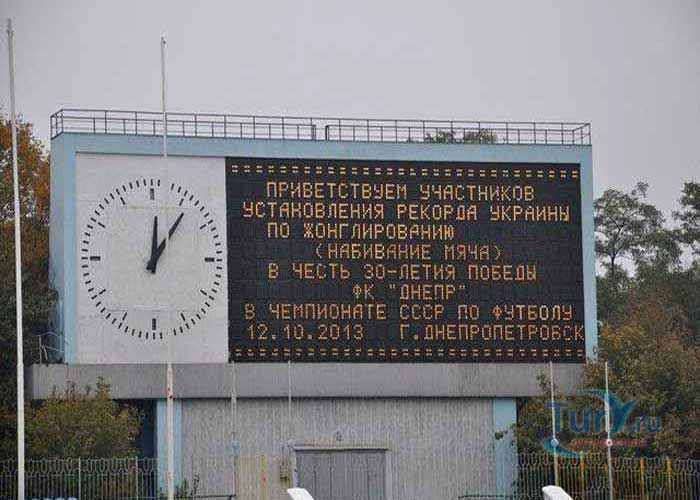 ПРИВЕТСТВУЕМ УЧАСТНИКОВ
УСТАНОВЛЕНИЯ РЕКОРДА УКРАИНЫ
ПО ЖОНГЛИРОВАНИЮ
(НАБИВАНИЕ МЯЧА)
В ЧЕСТЬ 30-ЛЕТИЯ ПОБЕДЫ
ФК "ДНЕПР"
В ЧЕМПИОНАТЕ СССР ПО ФУТБОЛУ
12.10.2013 Г.ДНЕПРОПЕТРОВСК
Tury.ru